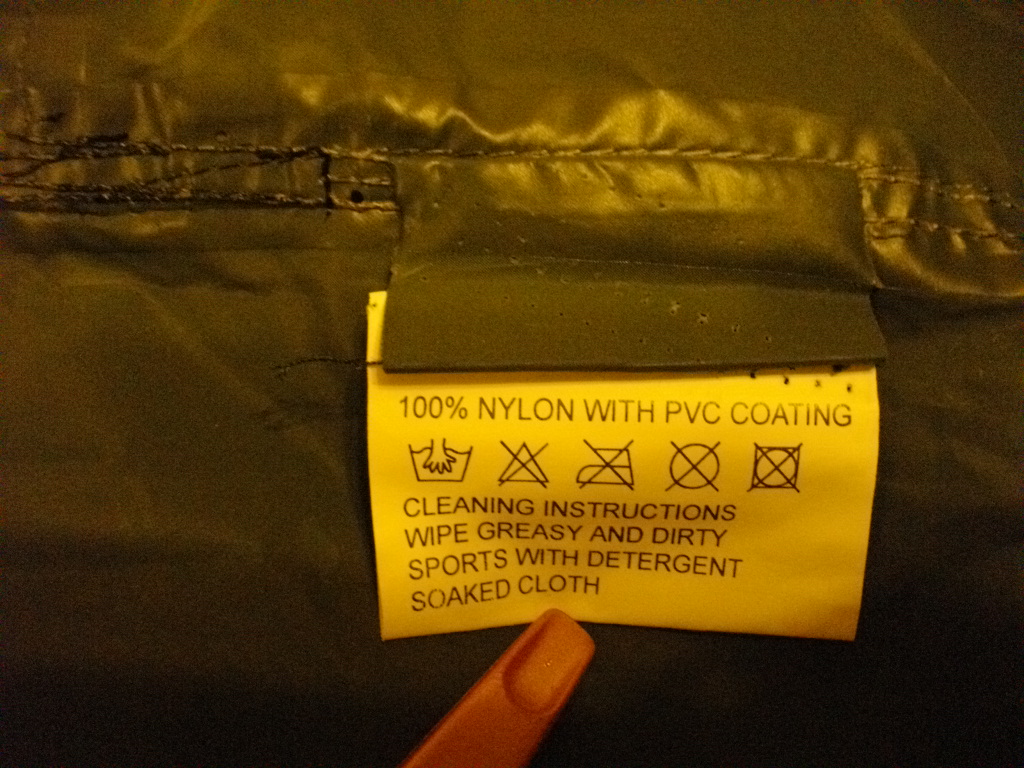 100% NYLON WITH PVC COATING
CLEANING INSTRUCTIONS
WIPE GREASY AND DIRTY
SPORTS WITH DETERGENT
SOAKED CLOTH